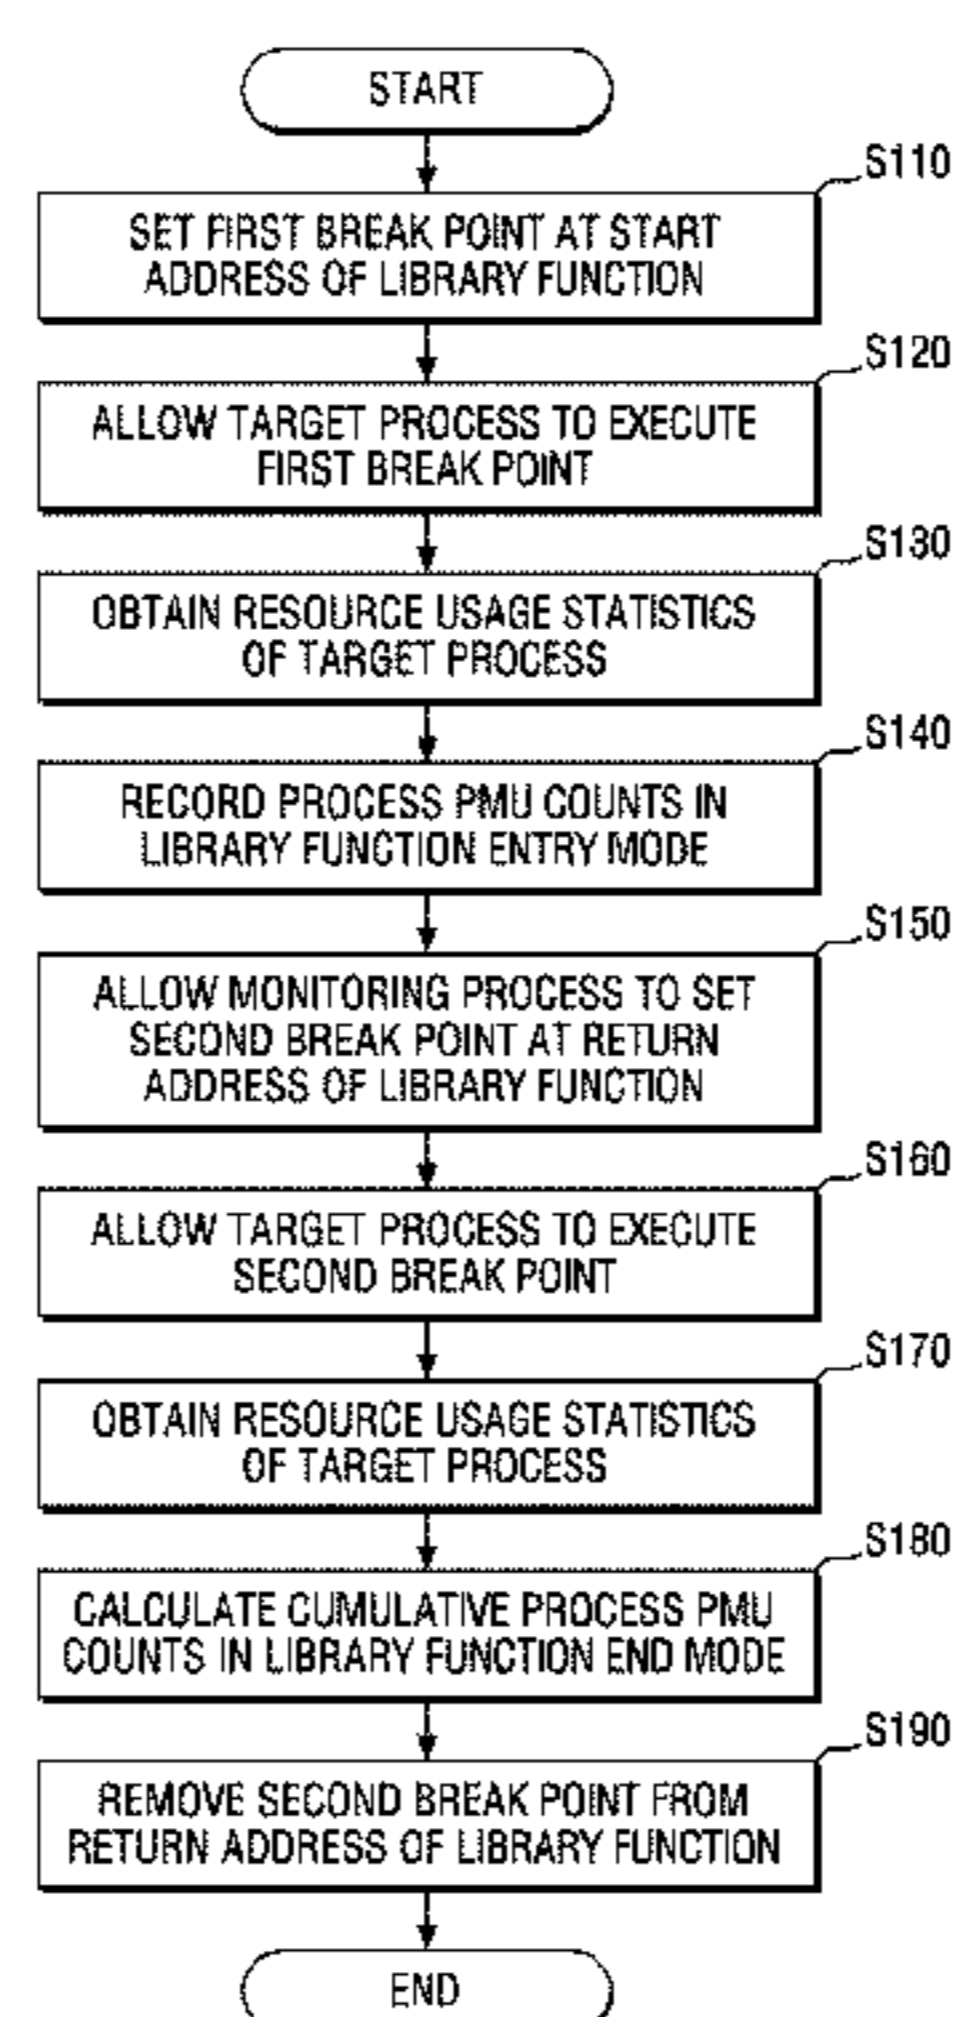 START
S110
SET FIRST BREAK POINT AT START
ADDRESS OF LIBRARY FUNCTION
S120
ALLOW TARGET PROCESS TO EXECUTE
FIRST BREAK POINT
S130
OBTAIN RESOURCE USAGE STATISTICS
OF TARGET PROCESS
S140
RECORD PROCESS PMU COUNTS IN
LIBRARY FUNCTION ENTRY MODE
S150
ALLOW MONITORING PROCESS TO SET
SECOND BREAK POINT AT RETURN
ADDRESS OF LIBRARY FUNCTION
S160
ALLOW TARGET PROCESS TO EXECUTE
SECOND BREAK POINT
S170
OBTAIN RESOURCE USAGE STATISTICS
OF TARGET PROCESS
S180
CALCULATE CUMULATIVE PROCESS PMU
COUNTS IN LIBRARY FUNCTION END MODE
S190
REMOVE SECOND BREAK POINT FROM
RETURN ADDRESS OF LIBRARY FUNCTION
END